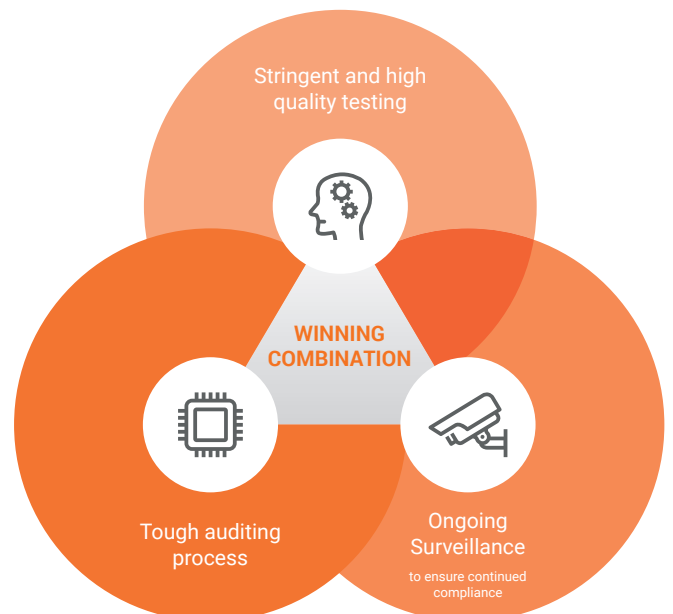 Stringent and high
quality testing
WINNING
COMBINATION
Tough auditing
process
Ongoing
Surveillance
to ensure continued
compliance